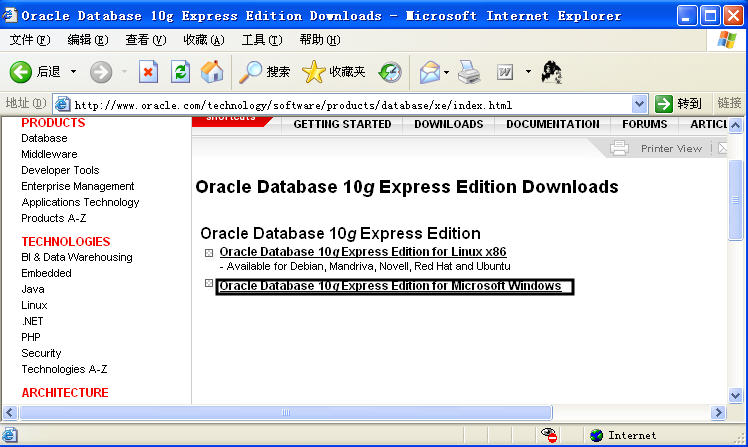 Oracle Database 10g Express Edition Downloads - Microsoft Internet Explorer
文件(F) 编辑(E) 查看(V) 收藏(A) 工具(T) 帮助(H)
后退 搜索 收藏夹
地址(D) http://www.oracle.com/technology/software/products/database/xe/index.html 转到 链接
PRODUCTS
Database
Middleware
Developer Tools
Enterprise Management
Applications Technology
Products A-Z
TECHNOLOGIES
BI & Data Warehousing
Embedded
Java
Linux
.NET
PHP
Security
Technologies A-Z
ARCHITECTURE
shortcuts GETTING STARTED DOWNLOADS DOCUMENTATION FORUMS ARTICL
Printer View
Oracle Database 10g Express Edition Downloads
Oracle Database 10g Express Edition
Oracle Database 10g Express Edition for Linux x86
- Available for Debian, Mandriva, Novell, Red Hat and Ubuntu
Oracle Database 10g Express Edition for Microsoft Windows
Internet